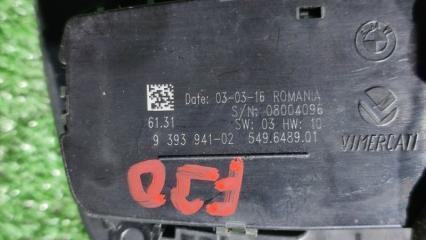 Date: 03-03-16 ROMANIA
S/N: 08004096
61.31 SW: 03 HW: 10
9 393 941-02 549.6489.01
VIMERCATI
F20